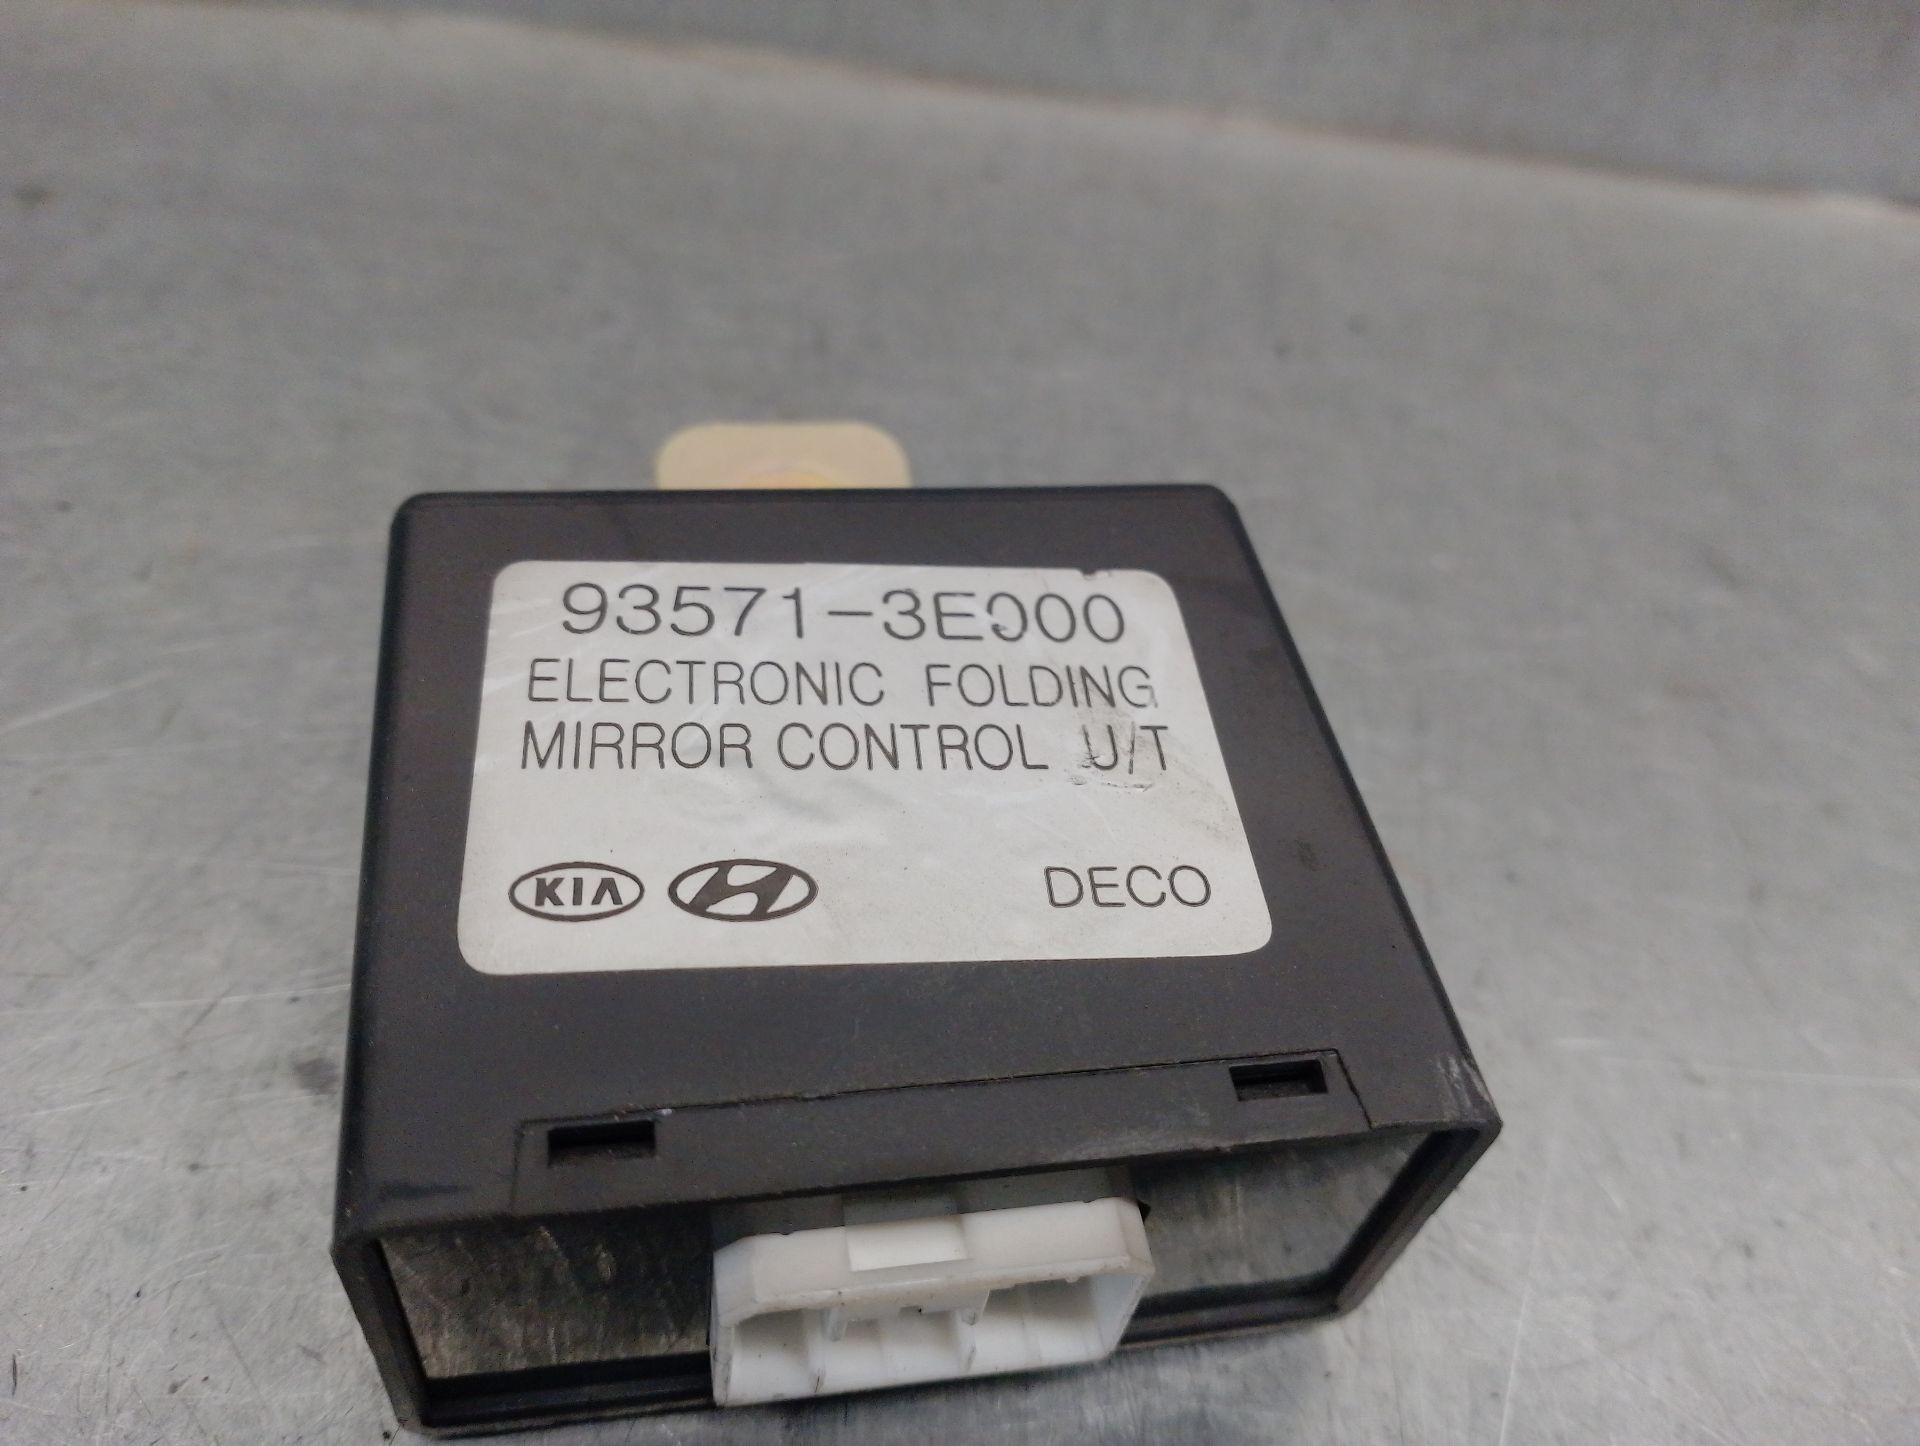 93571-3E000
ELECTRONIC FOLDING
MIRROR CONTROL U/T
KIA DECO